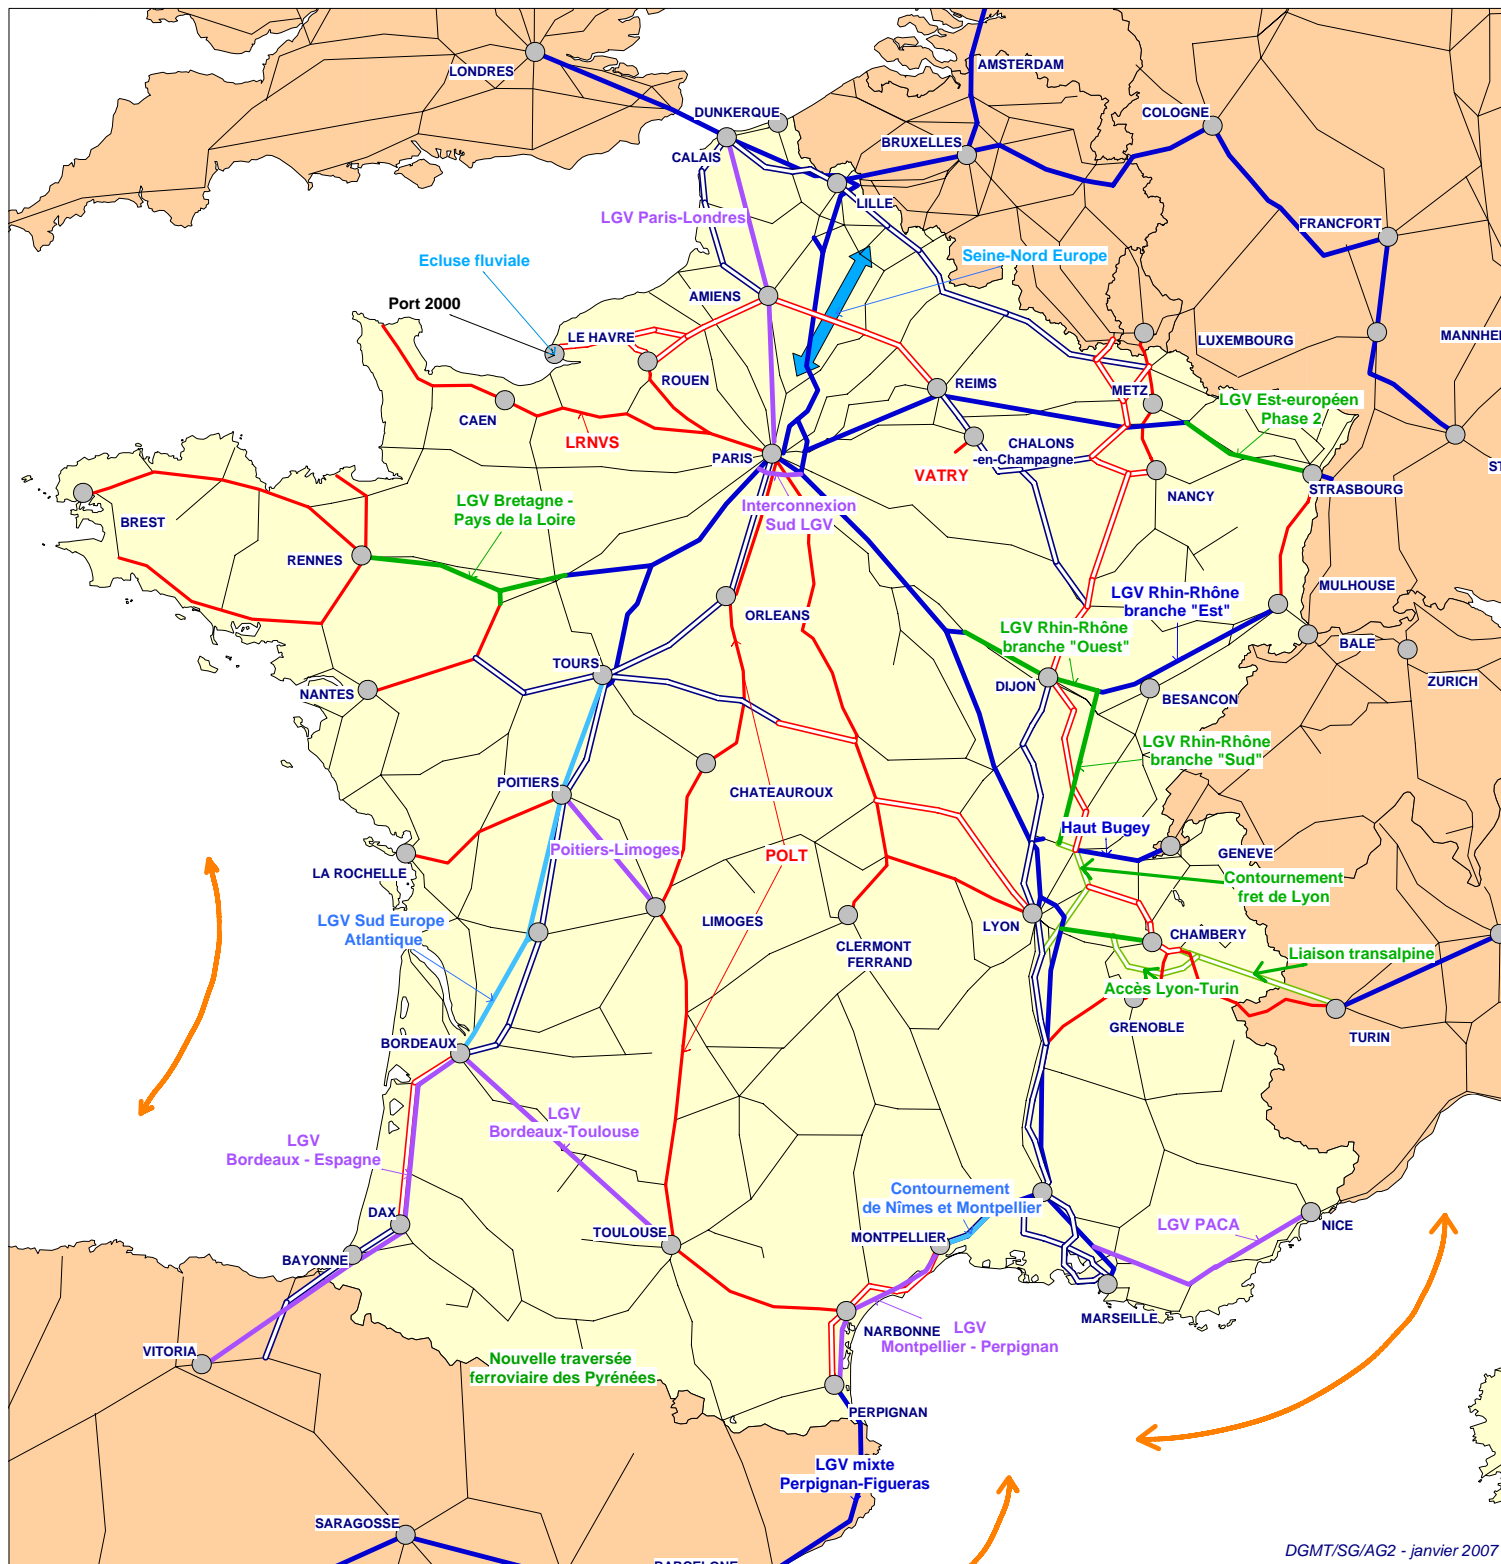 LONDRES
AMSTERDAM
DUNKERQUE
COLOGNE
BRUXELLES
CALAIS
LILLE
LGV Paris-Londres
FRANCFORT
Ecluse fluviale
Seine-Nord Europe
Port 2000
AMIENS
LE HAVRE
LUXEMBOURG
MANNHE
ROUEN
REIMS
METZ
CAEN
LGV Est-européen
Phase 2
LRNVS
PARIS
CHALONS
-en-Champagne
VATRY
NANCY
STRASBOURG
ST
BREST
LGV Bretagne -
Pays de la Loire
Interconnexion
Sud LGV
RENNES
MULHOUSE
LGV Rhin-Rhône
branche "Est"
ORLEANS
LGV Rhin-Rhône
branche "Ouest"
BALE
TOURS
NANTES
DIJON
BESANCON
ZURICH
LGV Rhin-Rhône
branche "Sud"
POITIERS
CHATEAUROUX
Haut Bugey
Poitiers-Limoges
POLT
GENEVE
LA ROCHELLE
Contournement
fret de Lyon
LGV Sud Europe
Atlantique
LIMOGES
LYON
CLERMONT
FERRAND
CHAMBERY
Liaison transalpine
Accès Lyon-Turin
GRENOBLE
TURIN
BORDEAUX
LGV
Bordeaux-Toulouse
LGV
Bordeaux - Espagne
Contournement
de Nîmes et Montpellier
DAX
LGV PACA
NICE
TOULOUSE
MONTPELLIER
BAYONNE
MARSEILLE
NARBONNE
LGV
Montpellier - Perpignan
VITORIA
Nouvelle traversée
ferroviaire des Pyrénées
PERPIGNAN
LGV mixte
Perpignan-Figueras
SARAGOSSE
BARCELONE
DGMT/SG/AG2 - janvier 2007